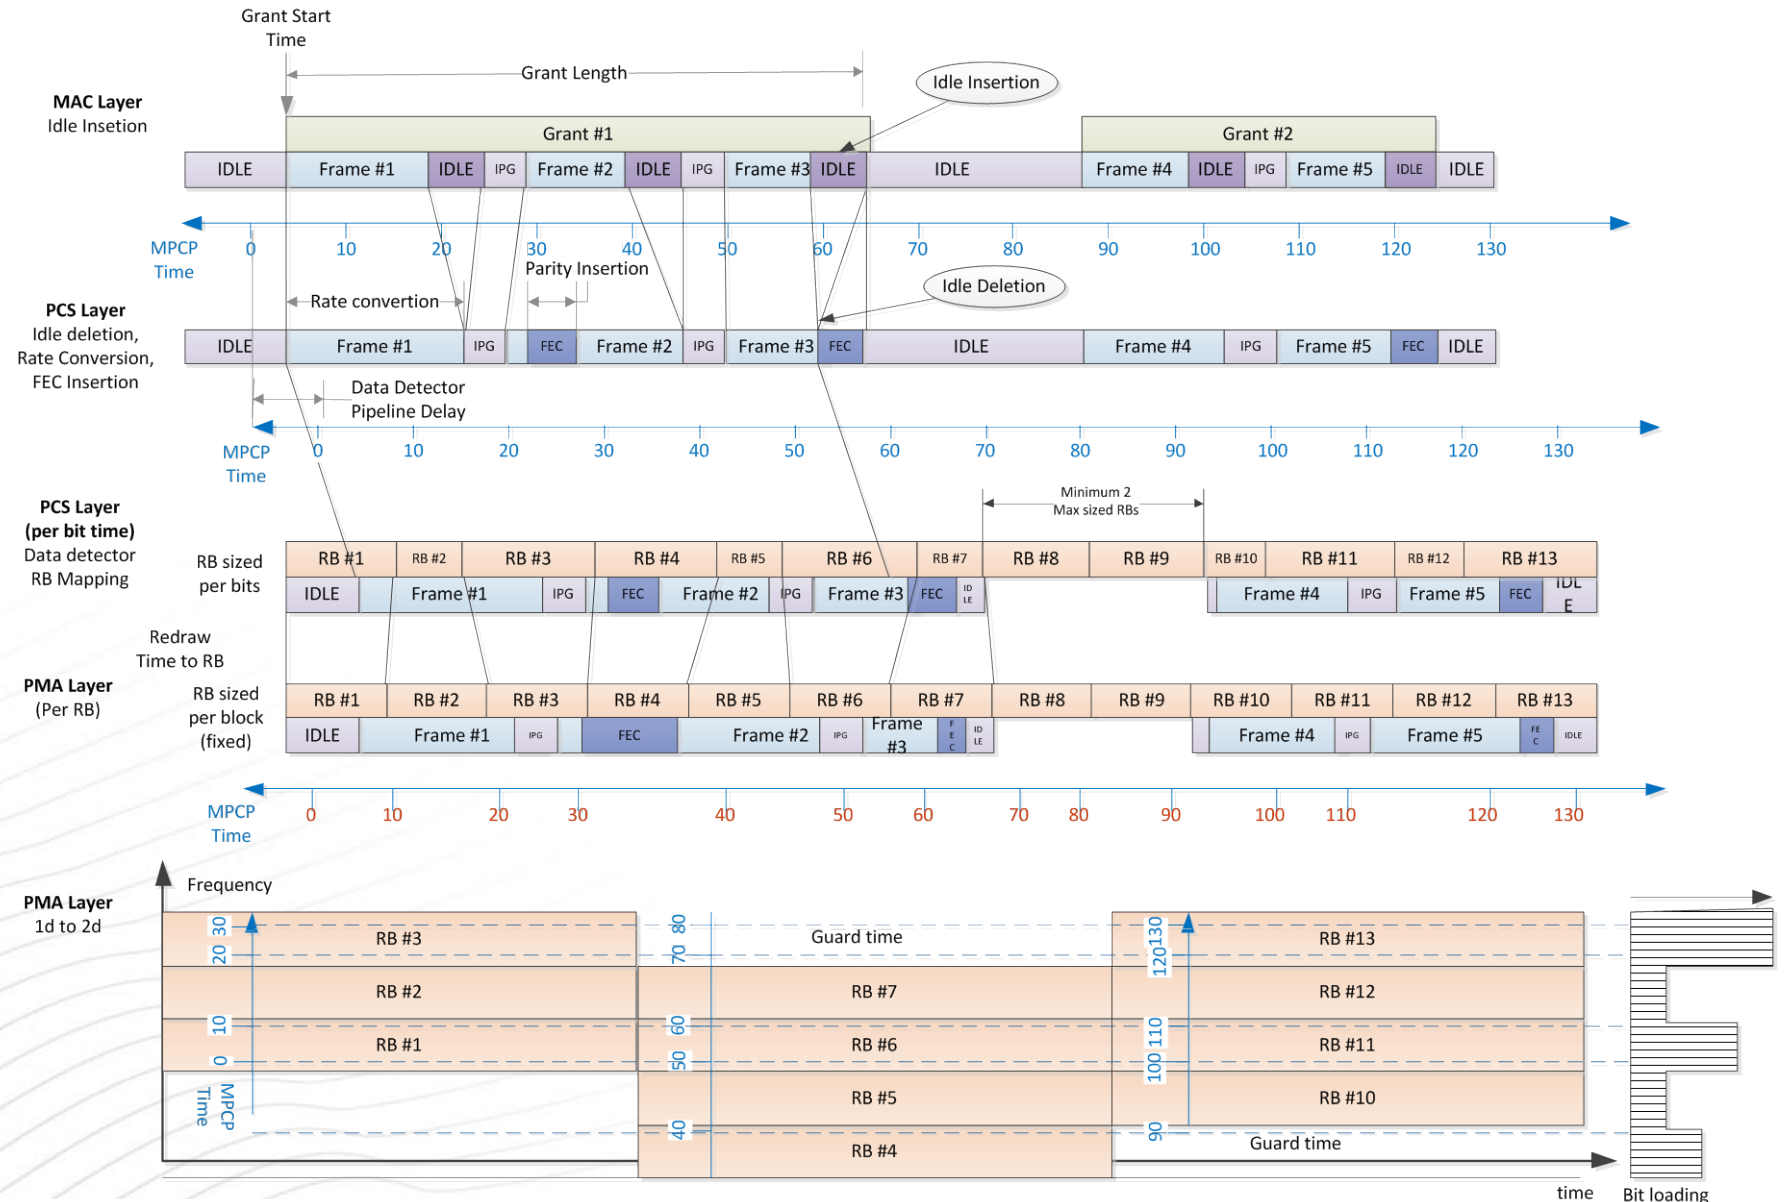 Grant Start
Time
Grant Length
Idle Insertion
MAC Layer
Idle Insetion
Grant #1
Grant #2
IDLE Frame #1 IDLE IPG Frame #2 IDLE IPG Frame #3 IDLE IDLE Frame #4 IDLE IPG Frame #5 IDLE IDLE
MPCP
Time
0 10 20 30 40 50 60 70 80 90 100 110 120 130
Parity Insertion
Idle Deletion
Rate convertion
PCS Layer
Idle deletion,
Rate Conversion,
FEC Insertion
IDLE Frame #1 IPG FEC Frame #2 IPG Frame #3 FEC IDLE Frame #4 IPG Frame #5 FEC IDLE
Data Detector
Pipeline Delay
MPCP
Time
0 10 20 30 40 50 60 70 80 90 100 110 120 130
Minimum 2
Max sized RBs
PCS Layer
(per bit time)
Data detector
RB Mapping
RB sized
per bits
RB #1 RB #2 RB #3 RB #4 RB #5 RB #6 RB #7 RB #8 RB #9 RB #10 RB #11 RB #12 RB #13
IDLE Frame #1 IPG FEC Frame #2 IPG Frame #3 FEC ID
LE
Frame #4 IPG Frame #5 FEC IDL
E
Redraw
Time to RB
PMA Layer
(Per RB)
RB sized
per block
(fixed)
RB #1 RB #2 RB #3 RB #4 RB #5 RB #6 RB #7 RB #8 RB #9 RB #10 RB #11 RB #12 RB #13
IDLE Frame #1 IPG FEC Frame #2 IPG
Frame
#3
F
E
C
ID
LE
Frame #4 IPG Frame #5
FE
C
IDLE
MPCP
Time
0 10 20 30 40 50 60 70 80 90 100 110 120 130
Frequency
PMA Layer
1d to 2d
30
20
10
0
MPCP
Time
RB #3
RB #2
RB #1
80
70
60
50
40
Guard time
RB #7
RB #6
RB #5
RB #4
130
120
110
100
90
RB #13
RB #12
RB #11
RB #10
Guard time
time
Bit loading